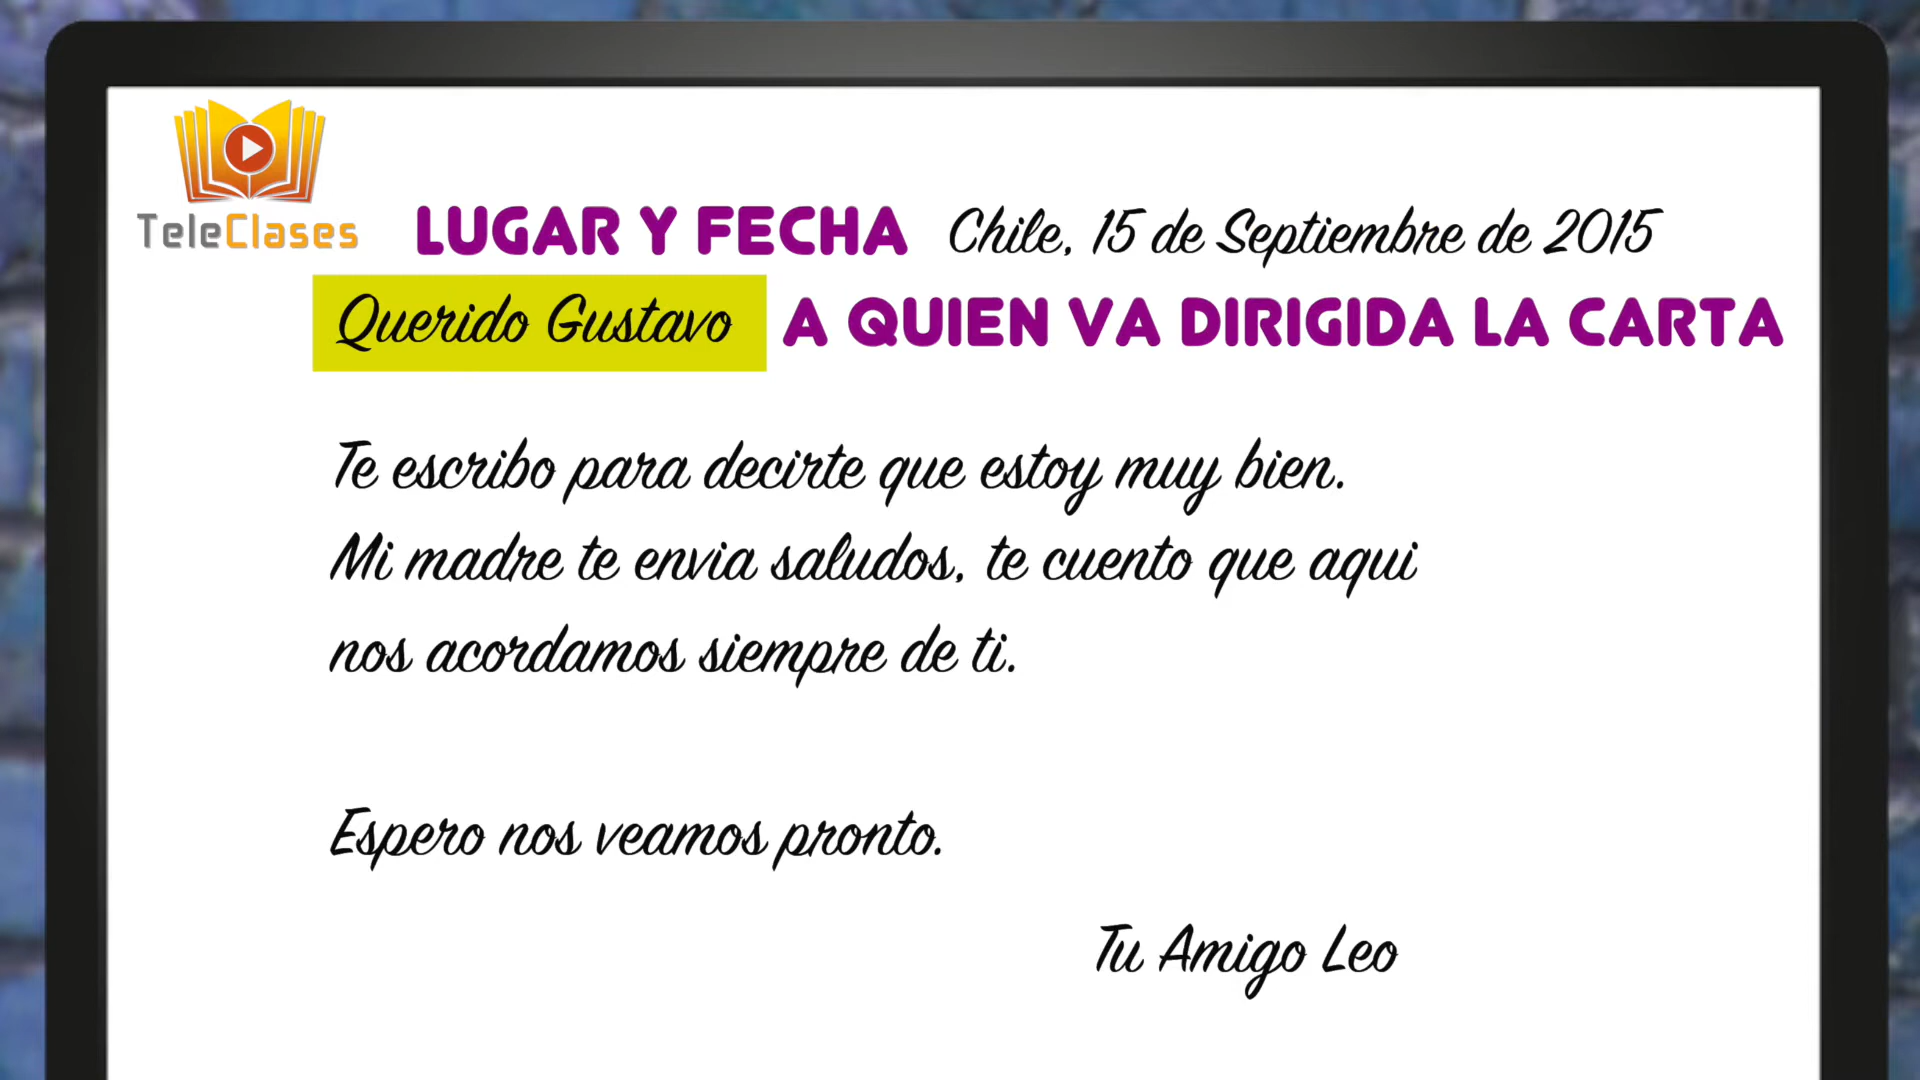 TeleClases
LUGAR Y FECHA Chile, 15 de Septiembre de 2015
Querido Gustavo A QUIEN VA DIRIGIDA LA CARTA
Te escribo para decirte que estoy muy bien.
Mi madre te envia saludos, te cuento que aqui
nos acordamos siempre de ti.
Espero nos veamos pronto.
Tu Amigo Leo